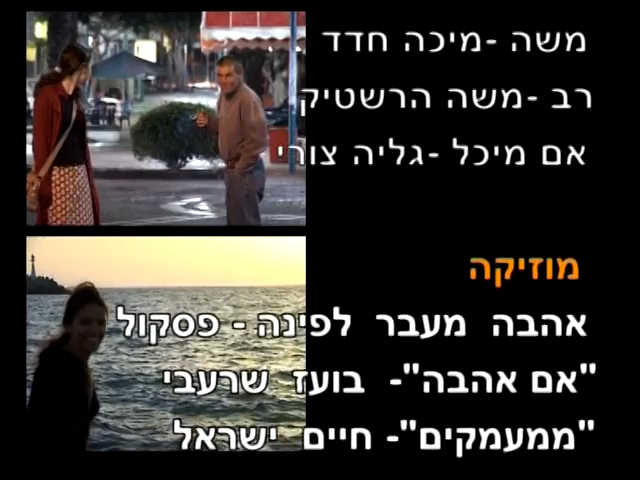 משה -מיכה חדד
רב -משה הרשטיק
אם מיכל -גליה צורי
מוזיקה
אהבה מעבר לפינה - פסקול
"אם אהבה"- בועז שרעבי
"ממעמקים"- חיים ישראל